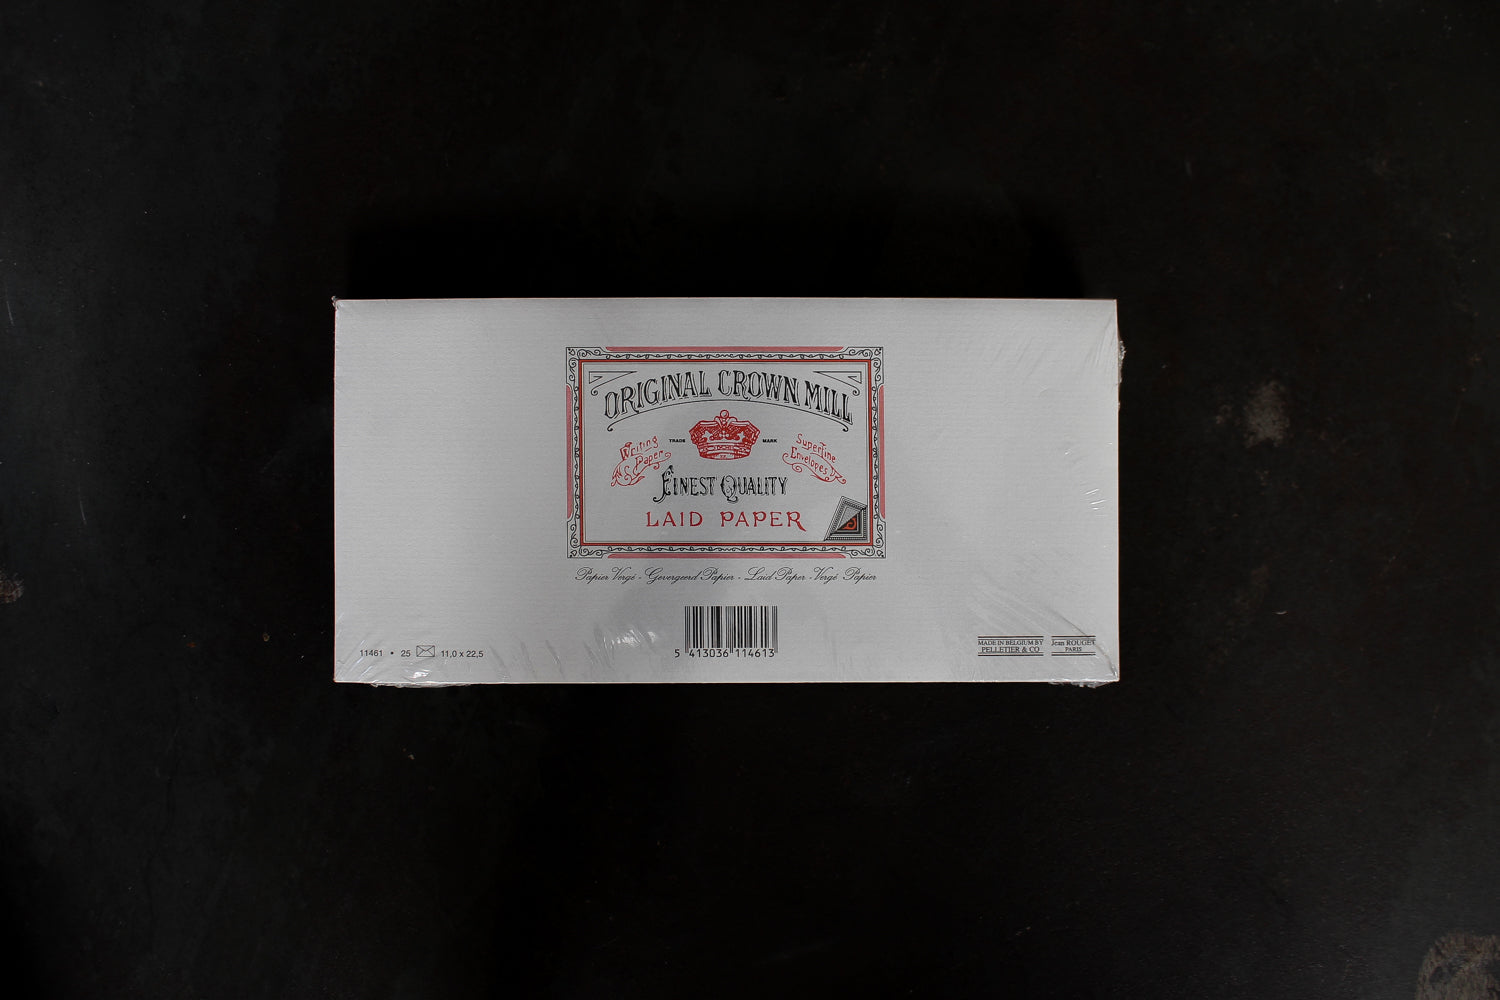 ORIGINAL CROWN MILL
Writing Paper
TRADE MARK
Superfine Envelopes
FINEST QUALITY
LAID PAPER
Papier Vergé - Gevergeerd Papier - Laid Paper - Vergé Papier
11461 • 25 11,0 x 22,5
5 413036 114613
MADE IN BELGIUM BY
PELLETIER & CO
Jean ROUGET
PARIS